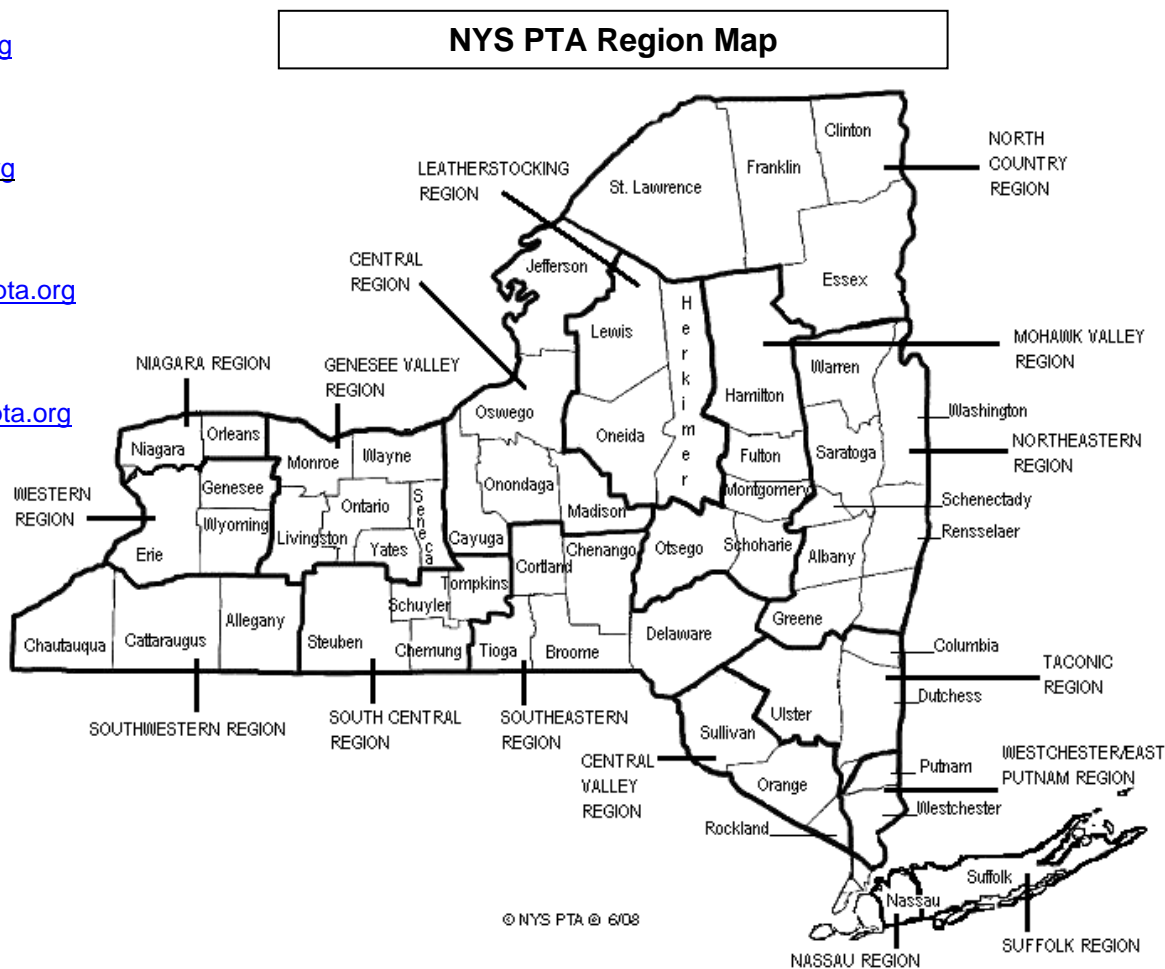 g
NYS PTA Region Map
rg
ota.org
ota.org
NORTH
COUNTRY
REGION
LEATHERSTOCKING
REGION
CENTRAL
REGION
NIAGARA REGION
GENESEE VALLEY
REGION
MOHAWK VALLEY
REGION
NORTHEASTERN
REGION
WESTERN
REGION
TACONIC
REGION
SOUTHWESTERN REGION
SOUTH CENTRAL
REGION
SOUTHEASTERN
REGION
CENTRAL
VALLEY
REGION
WESTCHESTER/EAST
PUTNAM REGION
NASSAU REGION
SUFFOLK REGION
Clinton
Franklin
St. Lawrence
Essex
Jefferson
Lewis
Herkimer
Hamilton
Warren
Washington
Oswego
Oneida
Fulton
Saratoga
Montgomery
Schenectady
Rensselaer
Niagara
Orleans
Monroe
Wayne
Genesee
Wyoming
Erie
Livingston
Ontario
Yates
Seneca
Cayuga
Onondaga
Madison
Otsego
Schoharie
Albany
Cortland
Chenango
Tompkins
Schuyler
Greene
Chautauqua
Cattaraugus
Allegany
Steuben
Chemung
Tioga
Broome
Delaware
Columbia
Dutchess
Ulster
Sullivan
Orange
Putnam
Westchester
Rockland
Suffolk
Nassau
© NYS PTA © 6/08